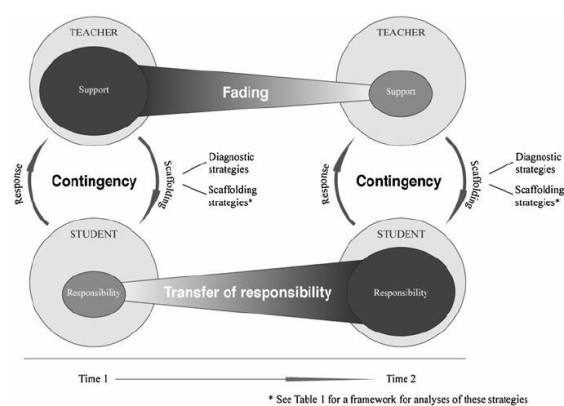 TEACHER
TEACHER
Support
Fading
Support
Response
Contingency
Scaffolding
Diagnostic
strategies
Scaffolding
strategies*
Response
Contingency
Scaffolding
Diagnostic
strategies
Scaffolding
strategies*
STUDENT
STUDENT
Responsibility
Transfer of responsibility
Responsibility
Time 1
Time 2
* See Table 1 for a framework for analyses of these strategies